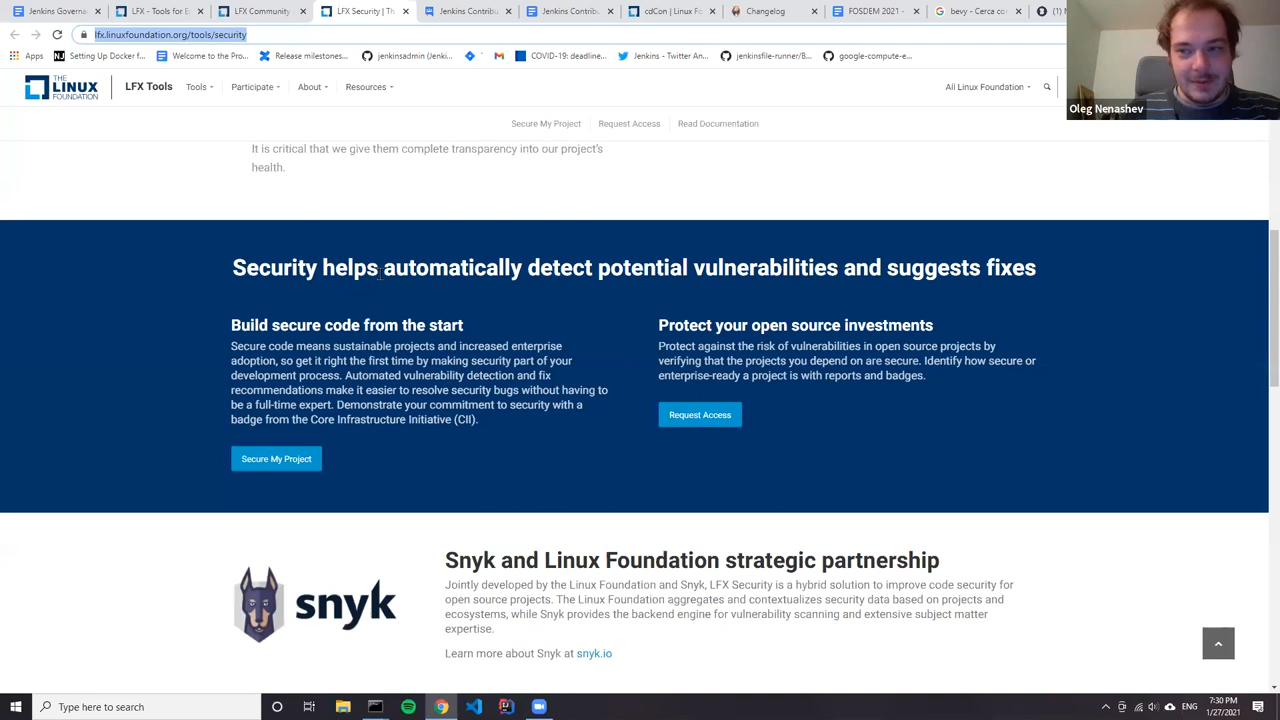 Jenkins Governa
LFX - Tools for E
LFX Community
LFX Security | Th
Jenkins Contribu
Jenkins Contrib
cdCon | Linux Fo
Changelog
FOSDEM 2021 -
bevy - Cerca co
(1) N
lfx.linuxfoundation.org/tools/security
Apps
Setting Up Docker f...
Welcome to the Pro...
Release milestones...
jenkinsadmin (Jenki...
COVID-19: deadline...
Jenkins - Twitter An...
jenkinsfile-runner/B...
google-compute-e...
THE LINUX FOUNDATION
LFX Tools
Tools
Participate
About
Resources
All Linux Foundation
Oleg Nenashev
Secure My Project
Request Access
Read Documentation
It is critical that we give them complete transparency into our project's
health.
Security helps automatically detect potential vulnerabilities and suggests fixes
Build secure code from the start
Secure code means sustainable projects and increased enterprise
adoption, so get it right the first time by making security part of your
development process. Automated vulnerability detection and fix
recommendations make it easier to resolve security bugs without having to
be a full-time expert. Demonstrate your commitment to security with a
badge from the Core Infrastructure Initiative (CII).
Secure My Project
Protect your open source investments
Protect against the risk of vulnerabilities in open source projects by
verifying that the projects you depend on are secure. Identify how secure or
enterprise-ready a project is with reports and badges.
Request Access
snyk
Snyk and Linux Foundation strategic partnership
Jointly developed by the Linux Foundation and Snyk, LFX Security is a hybrid solution to improve code security for
open source projects. The Linux Foundation aggregates and contextualizes security data based on projects and
ecosystems, while Snyk provides the backend engine for vulnerability scanning and extensive subject matter
expertise.
Learn more about Snyk at snyk.io
Type here to search
7:30 PM
1/27/2021